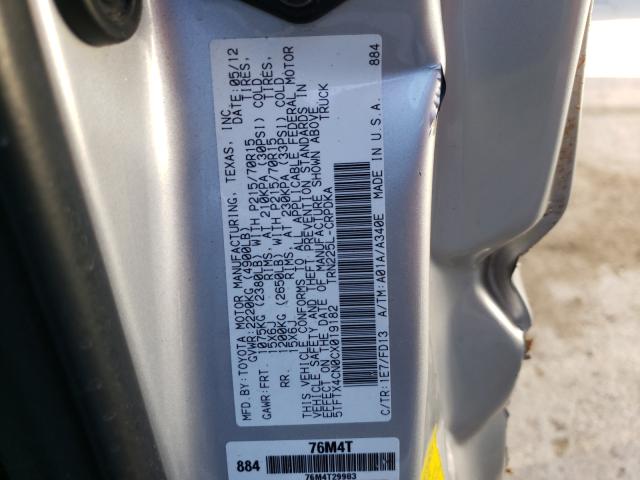 MFD BY: TOYOTA MOTOR MANUFACTURING, TEXAS, INC. DATE: 05/12
GVWR: 2220KG (4900LB)
GAWR: FRT. 1075KG (2380LB) WITH P215/70R15 TIRES,
15X6. RIMS, AT 210KPA (30PSI) COLD
RR. 1200KG (2650LB) WITH P215/70R15 TIRES,
15X6. RIMS, AT 230KPA (33PSI) COLD
THIS VEHICLE CONFORMS TO ALL APPLICABLE FEDERAL MOTOR
VEHICLE SAFETY AND THEFT PREVENTION STANDARDS IN
EFFECT ON THE DATE OF MANUFACTURE SHOWN ABOVE.
5TFTX4CN0CX019182 TRUCK
TRN225L-CRPDKA
C/TR: 1E7/FD13 A/TM: A01A/A340E MADE IN U.S.A. 884
76M4T
884
76M4T29983